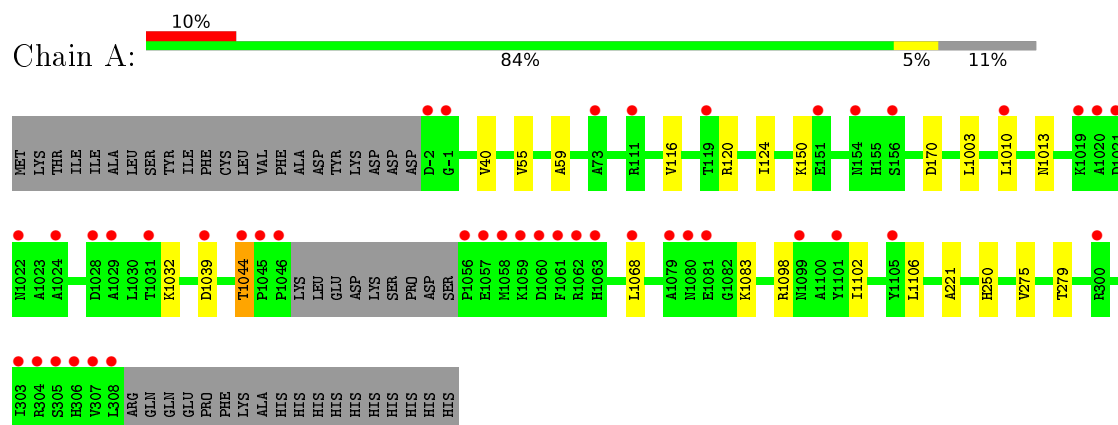 10%
Chain A:
84% 5% 11%
MET LYS THR ILE ILE ALA LEU SER TYR ILE PHE CYS LEU VAL PHE ALA ASP TYR LYS ASP ASP ASP D-2 G-1 V40 V55 A59 A73 R111 V116 T119 R120 I124 K150 E151 N154 H155 S156 D170 L1003 L1010 N1013 K1019 A1020 D1021
N1022 A1023 A1024 D1028 A1029 L1030 T1031 K1032 D1039 T1044 P1045 P1046 LYS LEU GLU ASP LYS SER PRO ASP SER P1056 E1057 M1058 K1059 D1060 F1061 R1062 H1063 L1068 A1079 N1080 E1081 G1082 K1083 R1098 N1099 A1100 Y1101 I1102 Y1105 L1106 A221 H250 V275 T279 R300
I303 R304 S305 H306 V307 L308 ARG GLN GLN GLU PRO PHE LYS ALA HIS HIS HIS HIS HIS HIS HIS HIS HIS HIS